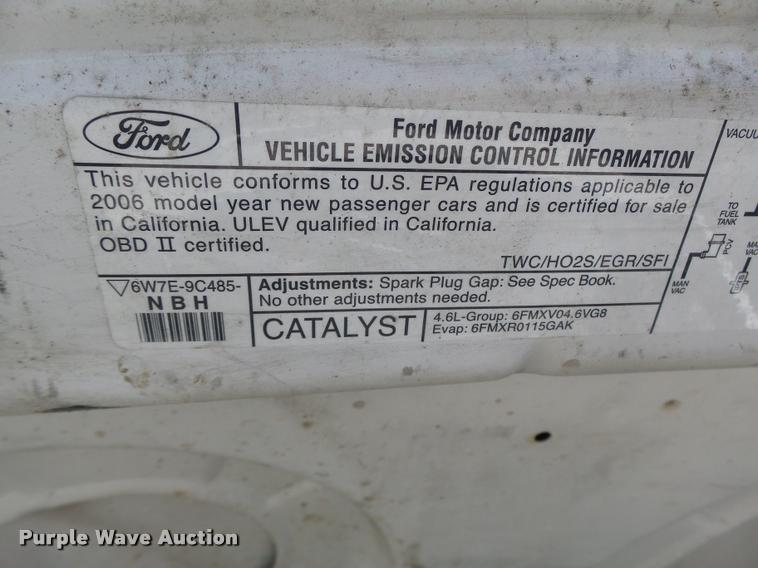 Ford
Ford Motor Company
VEHICLE EMISSION CONTROL INFORMATION
This vehicle conforms to U.S. EPA regulations applicable to
2006 model year new passenger cars and is certified for sale
in California. ULEV qualified in California.
OBD II certified.
TWC/HO2S/EGR/SFI
6W7E-9C485-
NBH
Adjustments: Spark Plug Gap: See Spec Book.
No other adjustments needed.
CATALYST
4.6L-Group: 6FMXV04.6VG8
Evap: 6FMXR0115GAK
TO
FUEL
TANK
PCV
MAN
VAC
Purple Wave Auction